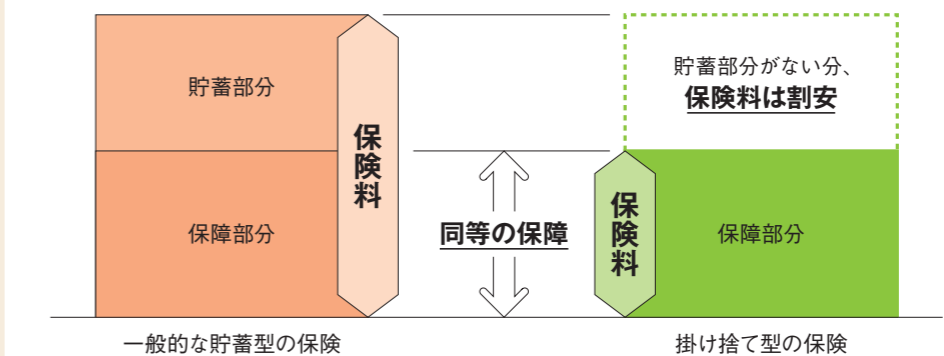 貯蓄部分
保障部分
保険料
同等の保障
保険料
貯蓄部分がない分、
保険料は割安
保障部分
一般的な貯蓄型の保険
掛け捨て型の保険